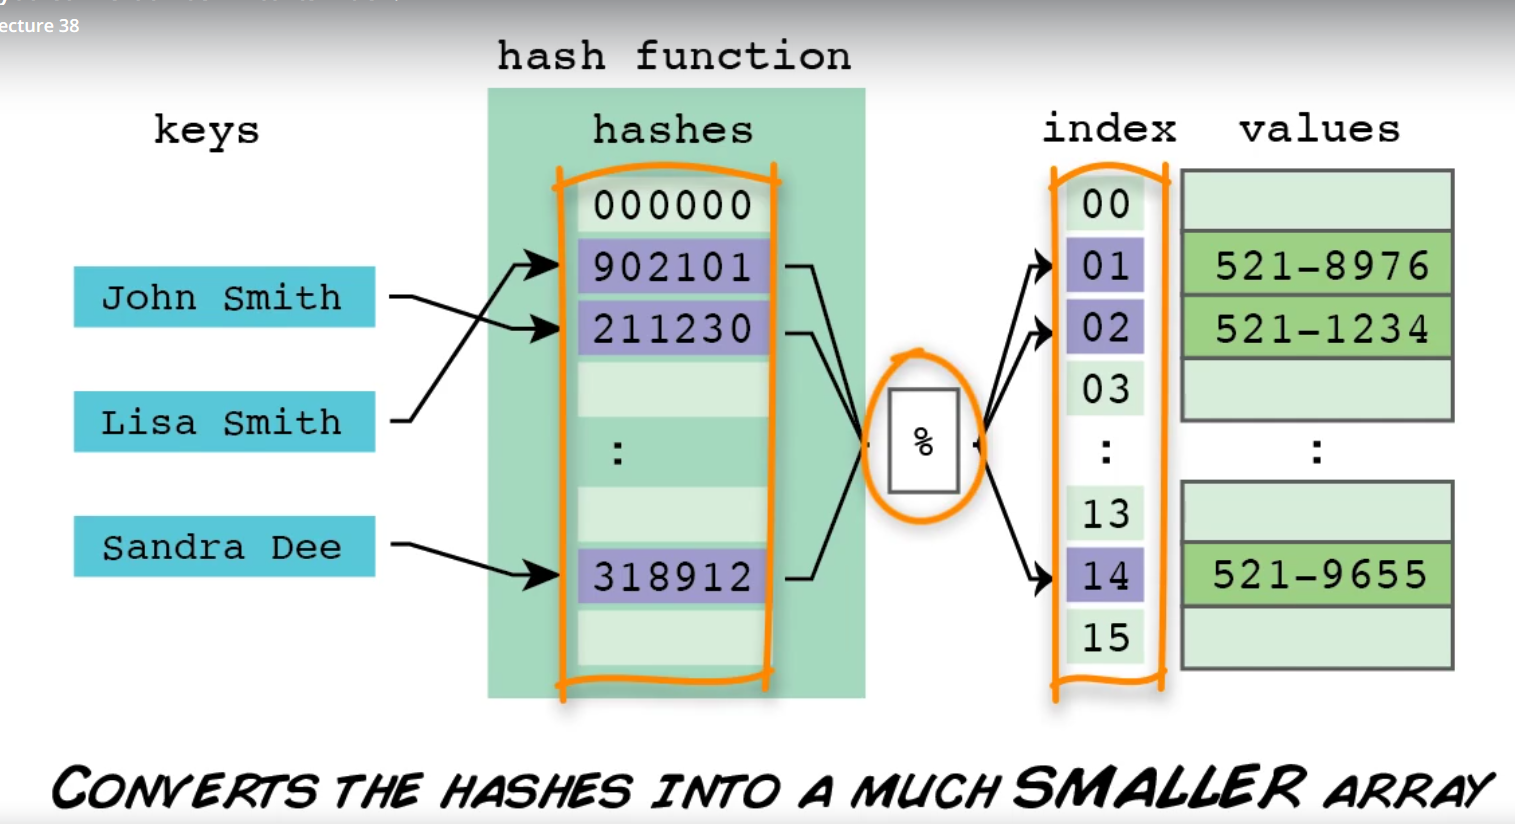 ecture 38
hash function
keys
hashes
index
values
000000
00
902101
01
521-8976
John Smith
211230
02
521-1234
03
Lisa Smith
:
%
:
:
13
Sandra Dee
318912
14
521-9655
15
CONVERTS THE HASHES INTO A MUCH SMALLER ARRAY